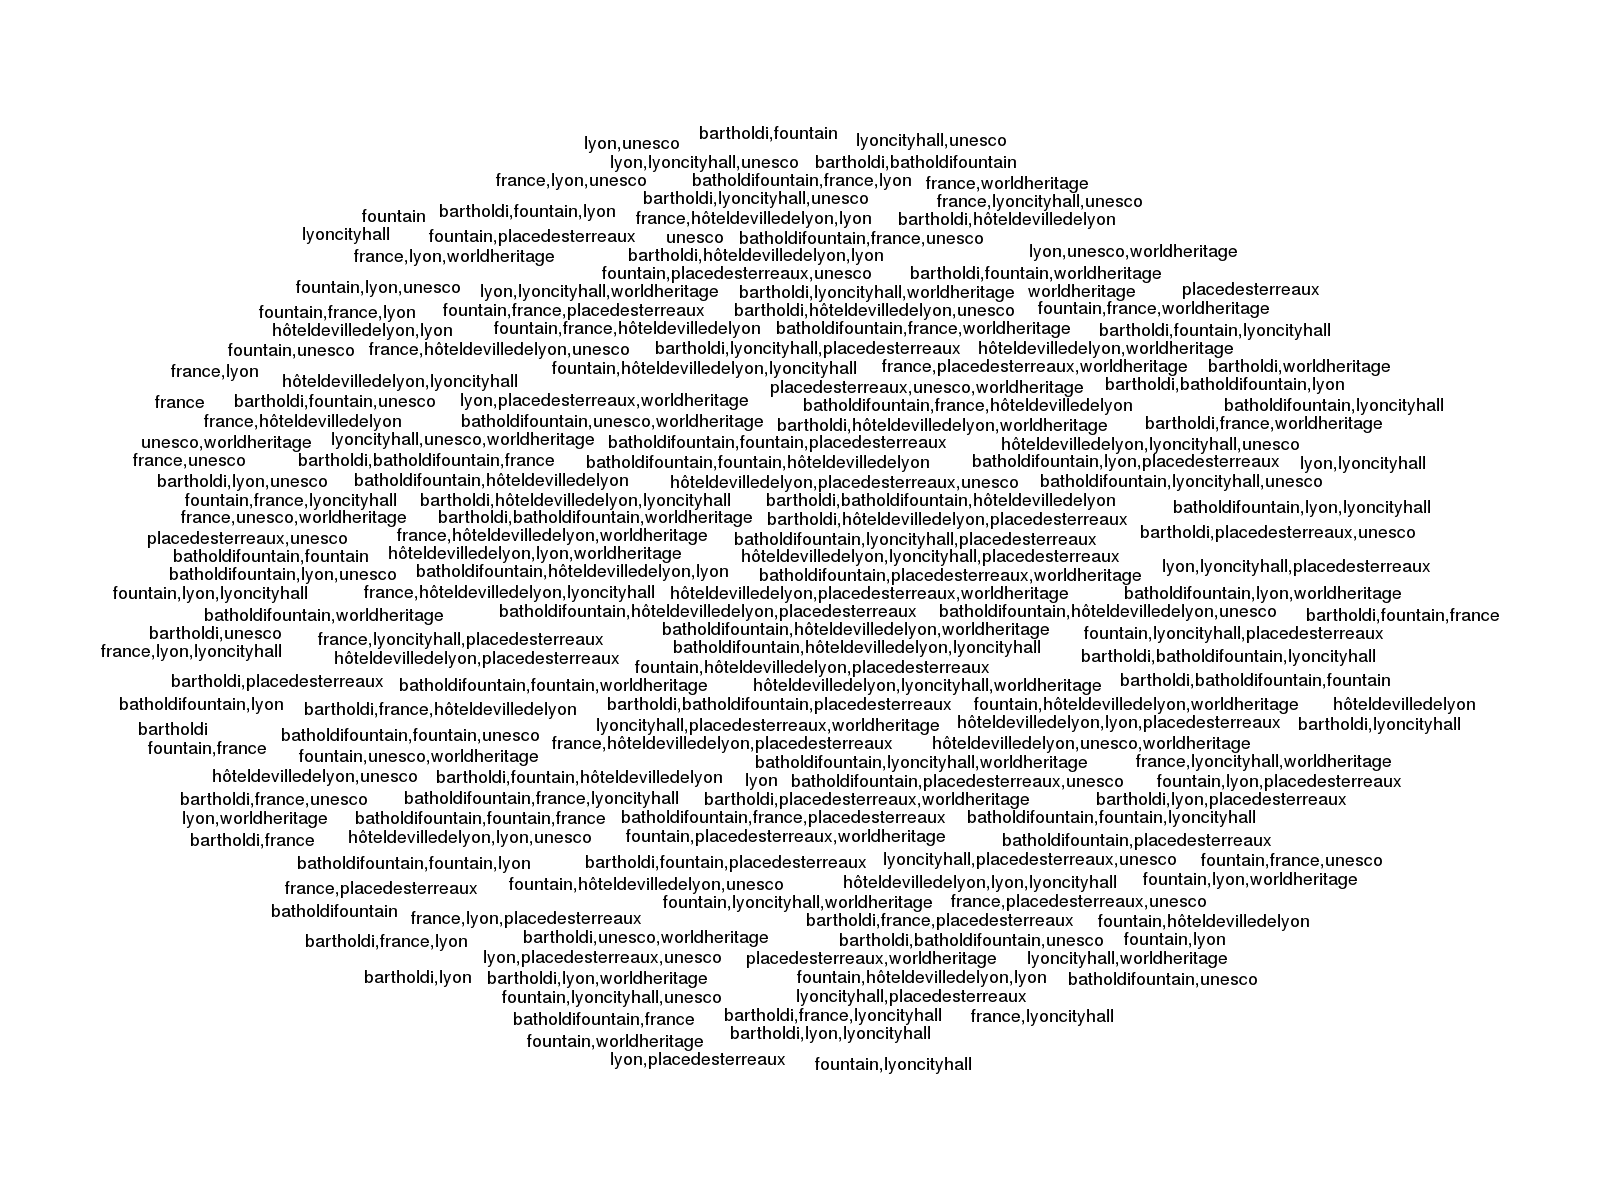 bartholdi,fountain
lyon,unesco lyoncityhall,unesco
lyon,lyoncityhall,unesco bartholdi,batholdifountain
france,lyon,unesco batholdifountain,france,lyon france,worldheritage
bartholdi,lyoncityhall,unesco france,lyoncityhall,unesco
fountain bartholdi,fountain,lyon france,hôteldevilledelyon,lyon bartholdi,hôteldevilledelyon
lyoncityhall fountain,placedesterreaux unesco batholdifountain,france,unesco
france,lyon,worldheritage bartholdi,hôteldevilledelyon,lyon lyon,unesco,worldheritage
fountain,placedesterreaux,unesco bartholdi,fountain,worldheritage
fountain,lyon,unesco lyon,lyoncityhall,worldheritage bartholdi,lyoncityhall,worldheritage worldheritage placedesterreaux
fountain,france,lyon fountain,france,placedesterreaux bartholdi,hôteldevilledelyon,unesco fountain,france,worldheritage
hôteldevilledelyon,lyon fountain,france,hôteldevilledelyon batholdifountain,france,worldheritage bartholdi,fountain,lyoncityhall
fountain,unesco france,hôteldevilledelyon,unesco bartholdi,lyoncityhall,placedesterreaux hôteldevilledelyon,worldheritage
france,lyon fountain,hôteldevilledelyon,lyoncityhall france,placedesterreaux,worldheritage bartholdi,worldheritage
hôteldevilledelyon,lyoncityhall placedesterreaux,unesco,worldheritage bartholdi,batholdifountain,lyon
france bartholdi,fountain,unesco lyon,placedesterreaux,worldheritage batholdifountain,france,hôteldevilledelyon batholdifountain,lyoncityhall
france,hôteldevilledelyon batholdifountain,unesco,worldheritage bartholdi,hôteldevilledelyon,worldheritage bartholdi,france,worldheritage
unesco,worldheritage lyoncityhall,unesco,worldheritage batholdifountain,fountain,placedesterreaux hôteldevilledelyon,lyoncityhall,unesco
france,unesco bartholdi,batholdifountain,france batholdifountain,fountain,hôteldevilledelyon batholdifountain,lyon,placedesterreaux lyon,lyoncityhall
bartholdi,lyon,unesco batholdifountain,hôteldevilledelyon hôteldevilledelyon,placedesterreaux,unesco batholdifountain,lyoncityhall,unesco
fountain,france,lyoncityhall bartholdi,hôteldevilledelyon,lyoncityhall bartholdi,batholdifountain,hôteldevilledelyon batholdifountain,lyon,lyoncityhall
france,unesco,worldheritage bartholdi,batholdifountain,worldheritage bartholdi,hôteldevilledelyon,placedesterreaux
placedesterreaux,unesco france,hôteldevilledelyon,worldheritage batholdifountain,lyoncityhall,placedesterreaux bartholdi,placedesterreaux,unesco
batholdifountain,fountain hôteldevilledelyon,lyon,worldheritage hôteldevilledelyon,lyoncityhall,placedesterreaux
batholdifountain,lyon,unesco batholdifountain,hôteldevilledelyon,lyon batholdifountain,placedesterreaux,worldheritage lyon,lyoncityhall,placedesterreaux
fountain,lyon,lyoncityhall france,hôteldevilledelyon,lyoncityhall hôteldevilledelyon,placedesterreaux,worldheritage batholdifountain,lyon,worldheritage
batholdifountain,worldheritage batholdifountain,hôteldevilledelyon,placedesterreaux batholdifountain,hôteldevilledelyon,unesco bartholdi,fountain,france
bartholdi,unesco france,lyoncityhall,placedesterreaux batholdifountain,hôteldevilledelyon,worldheritage fountain,lyoncityhall,placedesterreaux
france,lyon,lyoncityhall hôteldevilledelyon,placedesterreaux batholdifountain,hôteldevilledelyon,lyoncityhall bartholdi,batholdifountain,lyoncityhall
fountain,hôteldevilledelyon,placedesterreaux
bartholdi,placedesterreaux batholdifountain,fountain,worldheritage hôteldevilledelyon,lyoncityhall,worldheritage bartholdi,batholdifountain,fountain
batholdifountain,lyon bartholdi,france,hôteldevilledelyon bartholdi,batholdifountain,placedesterreaux fountain,hôteldevilledelyon,worldheritage hôteldevilledelyon
bartholdi batholdifountain,fountain,unesco lyoncityhall,placedesterreaux,worldheritage hôteldevilledelyon,lyon,placedesterreaux bartholdi,lyoncityhall
fountain,france fountain,unesco,worldheritage france,hôteldevilledelyon,placedesterreaux hôteldevilledelyon,unesco,worldheritage
batholdifountain,lyoncityhall,worldheritage france,lyoncityhall,worldheritage
hôteldevilledelyon,unesco bartholdi,fountain,hôteldevilledelyon lyon batholdifountain,placedesterreaux,unesco fountain,lyon,placedesterreaux
bartholdi,france,unesco batholdifountain,france,lyoncityhall bartholdi,placedesterreaux,worldheritage bartholdi,lyon,placedesterreaux
lyon,worldheritage batholdifountain,fountain,france batholdifountain,france,placedesterreaux batholdifountain,fountain,lyoncityhall
bartholdi,france hôteldevilledelyon,lyon,unesco fountain,placedesterreaux,worldheritage batholdifountain,placedesterreaux
batholdifountain,fountain,lyon bartholdi,fountain,placedesterreaux lyoncityhall,placedesterreaux,unesco fountain,france,unesco
france,placedesterreaux fountain,hôteldevilledelyon,unesco hôteldevilledelyon,lyon,lyoncityhall fountain,lyon,worldheritage
fountain,lyoncityhall,worldheritage france,placedesterreaux,unesco
batholdifountain france,lyon,placedesterreaux bartholdi,france,placedesterreaux fountain,hôteldevilledelyon
bartholdi,france,lyon bartholdi,unesco,worldheritage bartholdi,batholdifountain,unesco fountain,lyon
lyon,placedesterreaux,unesco placedesterreaux,worldheritage lyoncityhall,worldheritage
bartholdi,lyon bartholdi,lyon,worldheritage fountain,hôteldevilledelyon,lyon batholdifountain,unesco
fountain,lyoncityhall,unesco lyoncityhall,placedesterreaux
batholdifountain,france bartholdi,france,lyoncityhall france,lyoncityhall
fountain,worldheritage bartholdi,lyon,lyoncityhall
lyon,placedesterreaux fountain,lyoncityhall